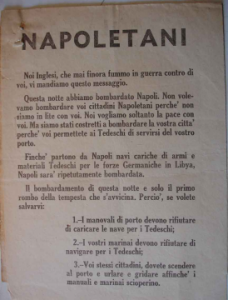 NAPOLETANI
Noi Inglesi, che mai finora fummo in guerra contro di
voi, vi mandiamo questo messaggio.
Questa notte abbiamo bombardato Napoli. Non vole-
vamo bombardare voi cittadini Napoletani perche' non
siamo in lite con voi. Noi vogliamo soltanto la pace con
voi. Ma siamo stati costretti a bombardare la vostra citta'
perche' voi permettete ai Tedeschi di servirsi del vostro
porto.
Finche' partono da Napoli navi cariche di armi e
materiali Tedeschi per le forze Germaniche in Libya,
Napoli sara' ripetutamente bombardata.
Il bombardamento di questa notte e solo il primo
rombo della tempesta che s'avvicina. Percio', se volete
salvarvi:
1.—I manovali di porto devono rifiutare
di caricare le nave per i Tedeschi;
2.—I vostri marinai devono rifiutare di
navigare per i Tedeschi;
3.—Voi stessi cittadini, dovete scendere
al porto e urlare e gridare affinche' i
manuali e marinai scioperino.